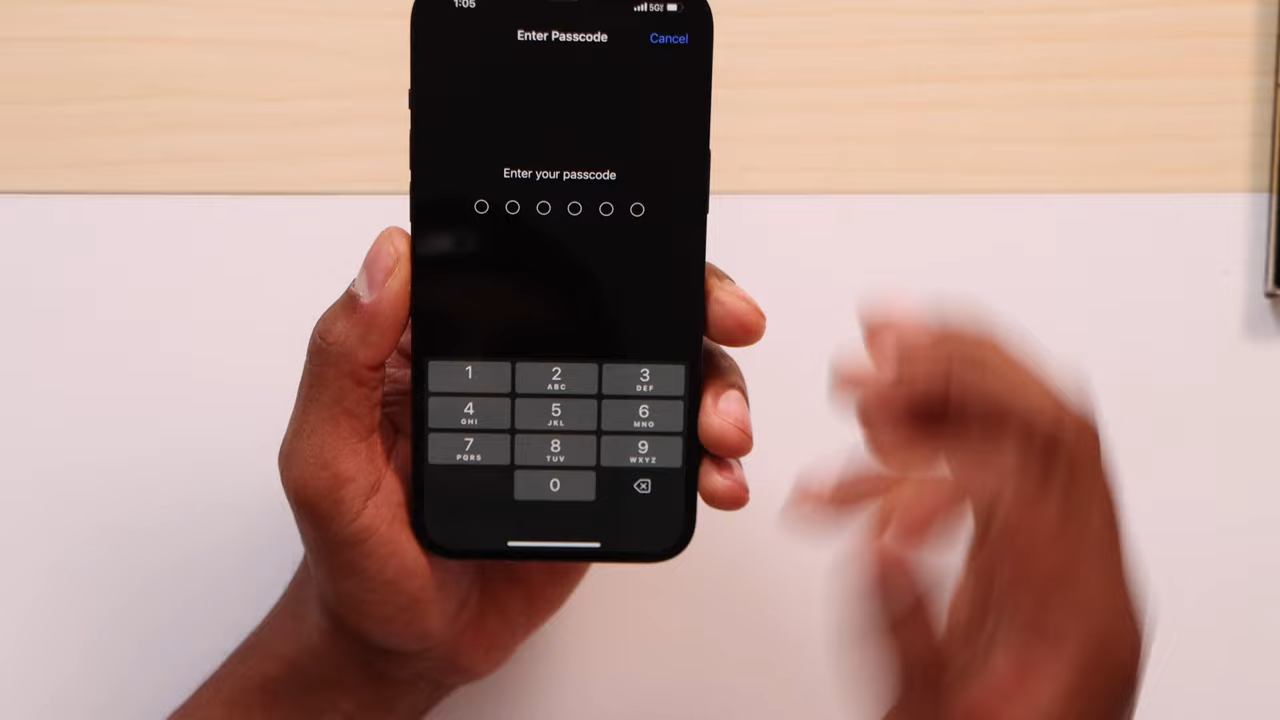 1:05 5G
Enter Passcode Cancel
Enter your passcode
1 2 3
ABC DEF
4 5 6
GHI JKL MNO
7 8 9
PQRS TUV WXYZ
0